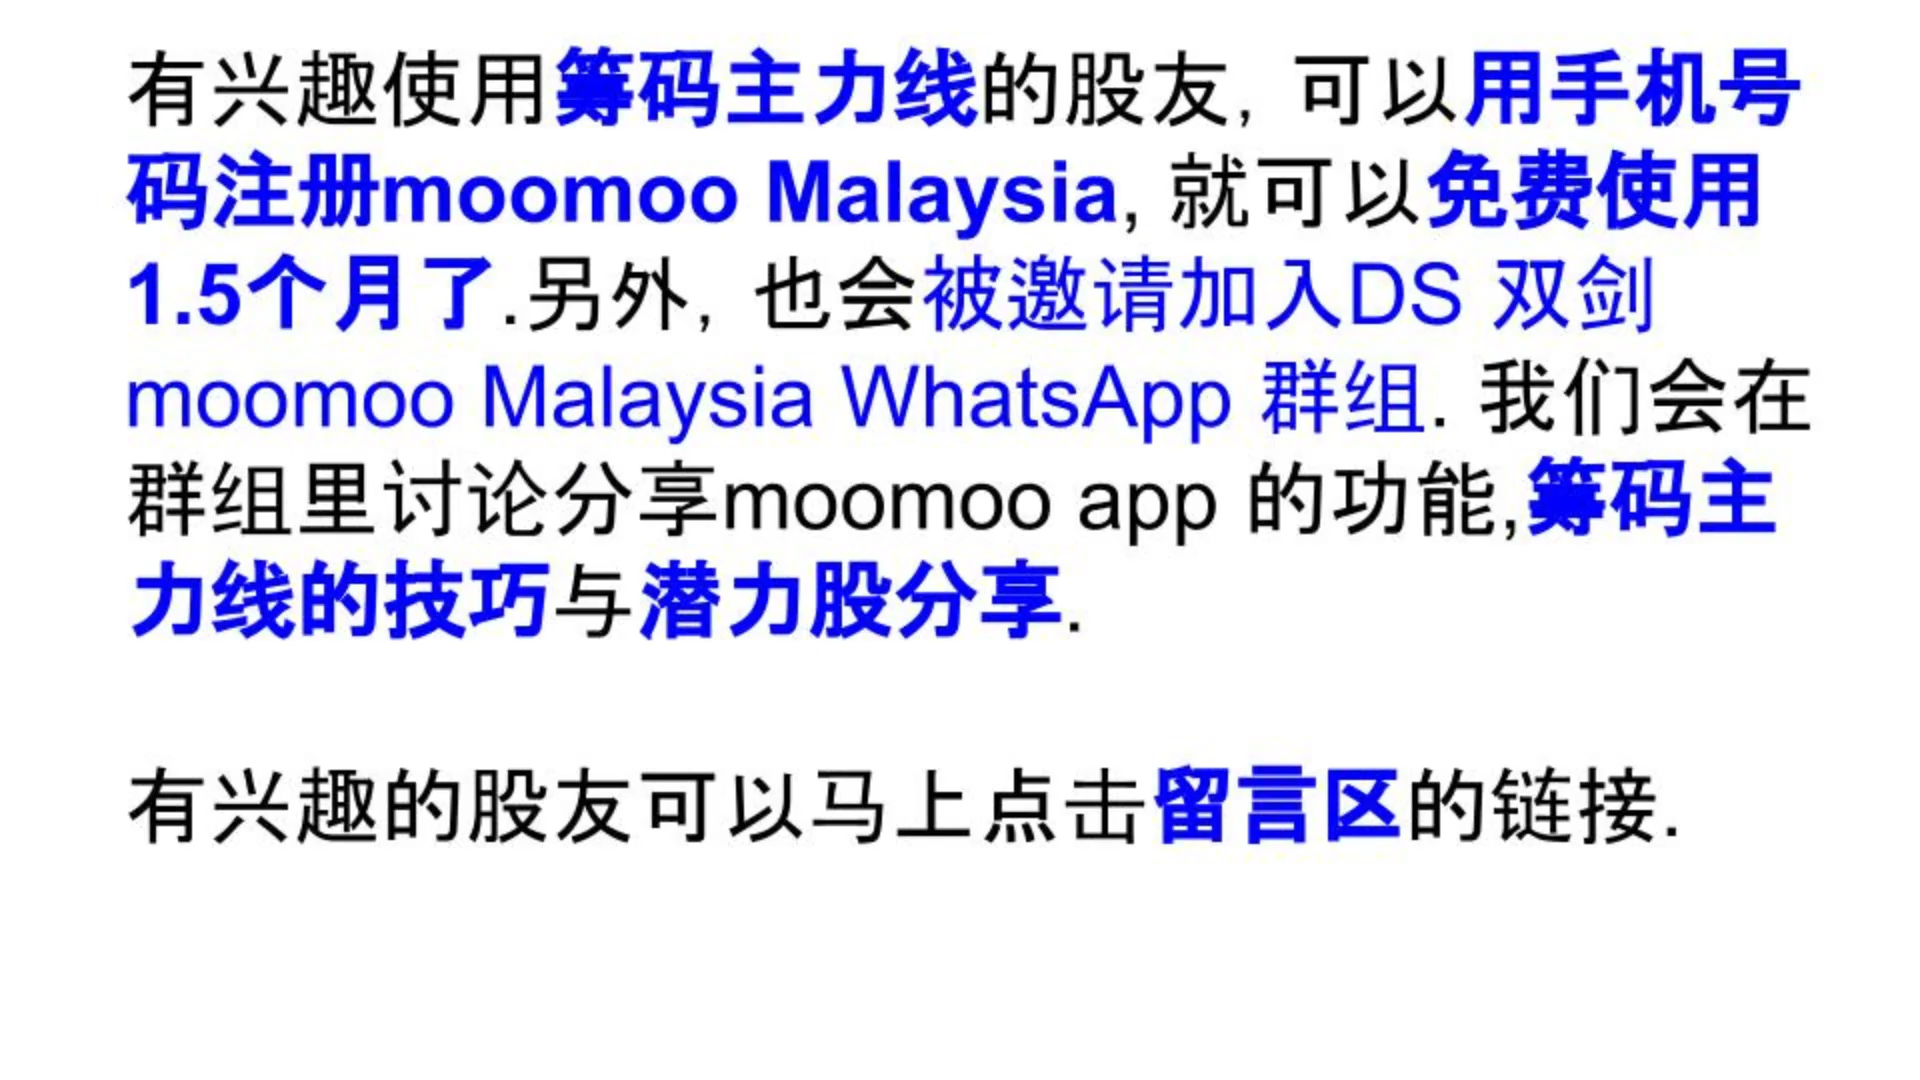 有兴趣使用筹码主力线的股友, 可以用手机号
码注册moomoo Malaysia, 就可以免费使用
1.5个月了.另外, 也会被邀请加入DS 双剑
moomoo Malaysia WhatsApp 群组. 我们会在
群组里讨论分享moomoo app 的功能,筹码主
力线的技巧与潜力股分享.
有兴趣的股友可以马上点击留言区的链接.